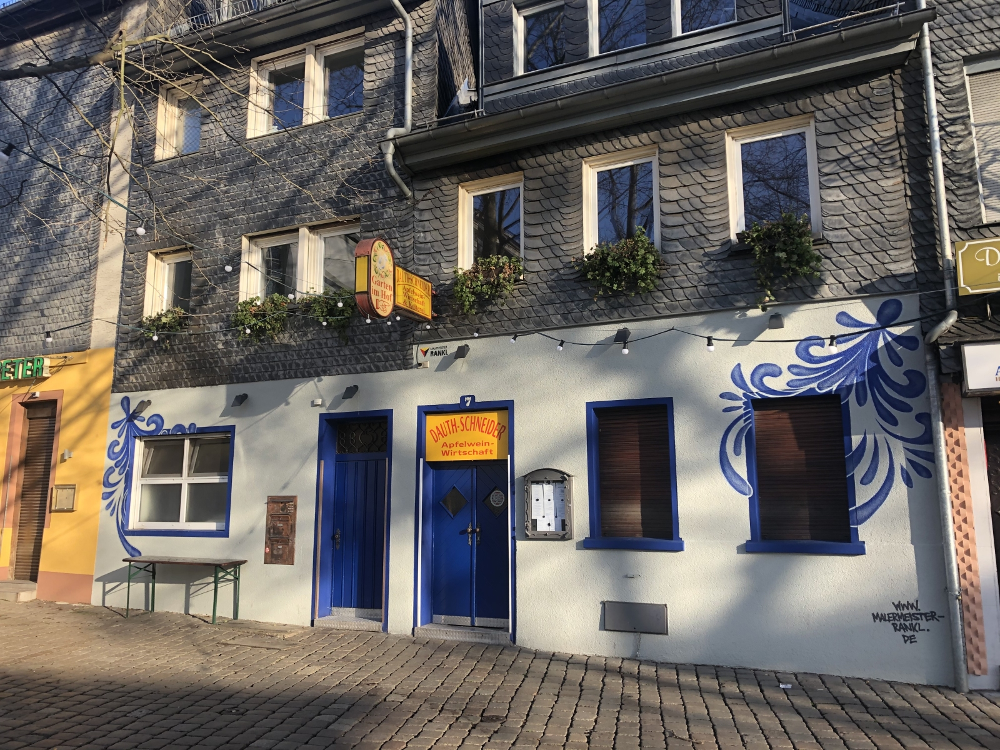 Garten
im Hof
DAUTH-SCHNEIDER
Apfelwein-
Wirtschaft
& Kelterei
PETER
MALERMEISTER
RANKL
7
DAUTH-SCHNEIDER
Apfelwein-
Wirtschaft
D
A
WWW.
MALERMEISTER-
RANKL.
DE